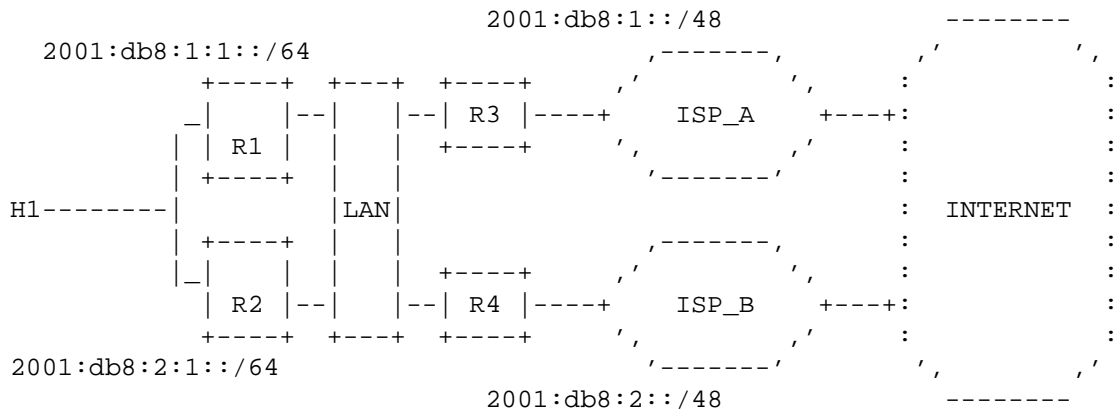 2001:db8:1::/48
2001:db8:1:1::/64
R1
R3
ISP_A
H1
LAN
INTERNET
R2
R4
ISP_B
2001:db8:2:1::/64
2001:db8:2::/48